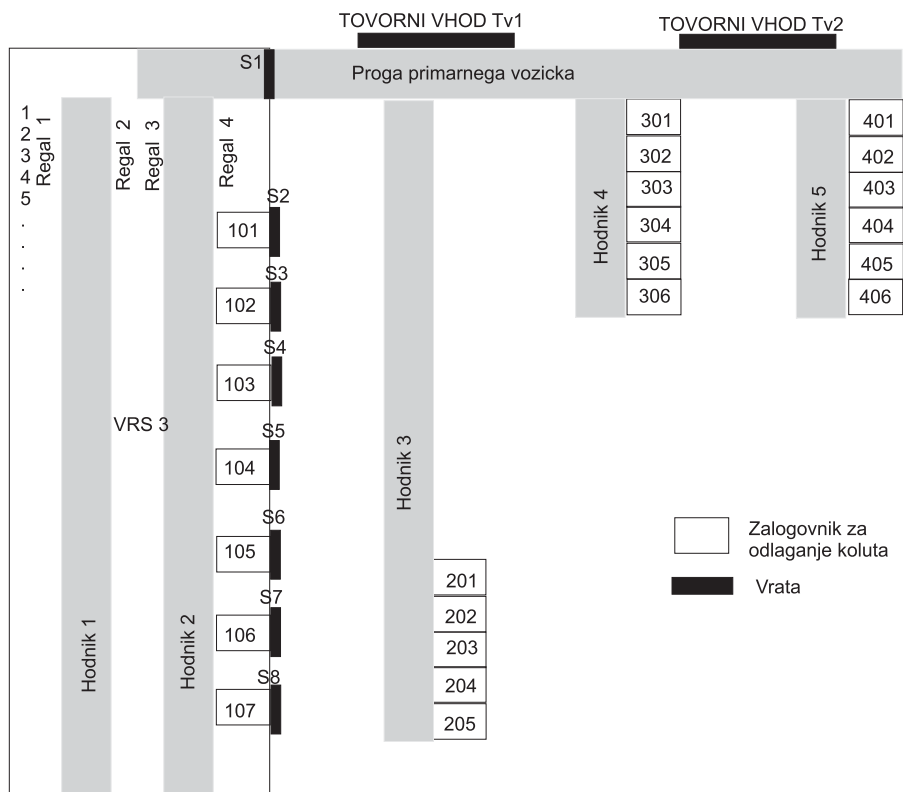 TOVORNI VHOD Tv1
TOVORNI VHOD Tv2
S1
Proga primarnega vozicka
1
2
3
4
5
.
.
.
.
Regal 1
Regal 2
Regal 3
Regal 4
S2
101
S3
102
S4
103
VRS 3
S5
104
S6
105
S7
106
S8
107
Hodnik 1
Hodnik 2
Hodnik 3
201
202
203
204
205
Hodnik 4
301
302
303
304
305
306
Hodnik 5
401
402
403
404
405
406
Zalogovnik za
odlaganje koluta
Vrata